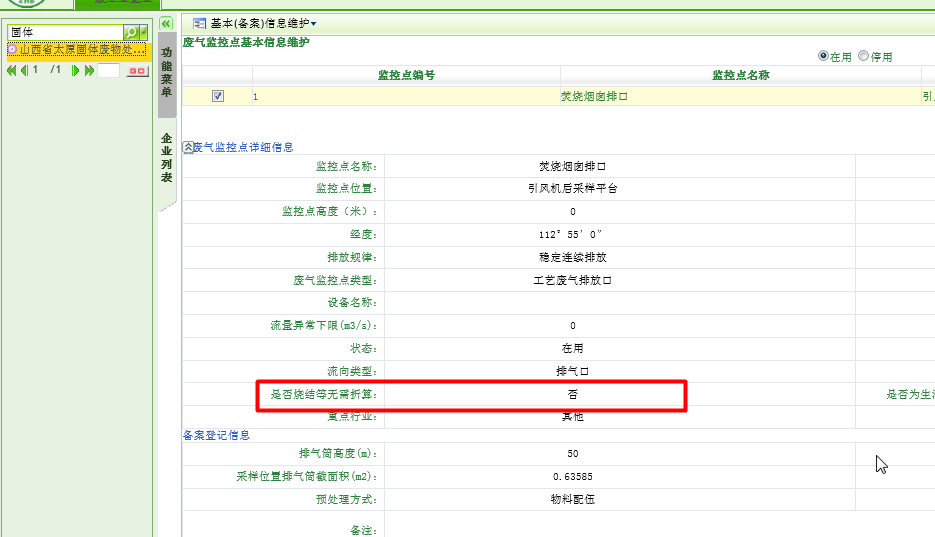 固体
山西省太原固体废物处...
1 /1
功能菜单
企业列表
基本(备案)信息维护
废气监控点基本信息维护
在用 停用
监控点编号 监控点名称
1 焚烧烟囱排口 引
废气监控点详细信息
监控点名称: 焚烧烟囱排口
监控点位置: 引风机后采样平台
监控点高度（米）: 0
经度: 112° 55′ 0″
排放规律: 稳定连续排放
废气监控点类型: 工艺废气排放口
设备名称:
流量异常下限(m3/s): 0
状态: 在用
流向类型: 排气口
是否烧结等无需折算: 否 是否为生
重点行业: 其他
备案登记信息
排气筒高度(m): 50
采样位置排气筒截面积(m2): 0.63585
预处理方式: 物料配伍
备注: